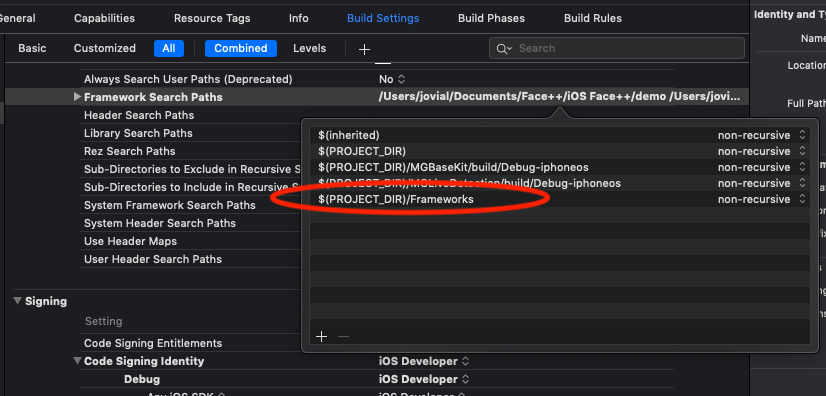 General Capabilities Resource Tags Info Build Settings Build Phases Build Rules
Identity and Ty
Basic Customized All Combined Levels + Search
Name
Location
Full Path
Always Search User Paths (Deprecated) No
Framework Search Paths /Users/jovial/Documents/Face++/iOS Face++/demo /Users/jovi...
Header Search Paths
Library Search Paths
Rez Search Paths
Sub-Directories to Exclude in Recursive S
Sub-Directories to Include in Recursive S
System Framework Search Paths
System Header Search Paths
Use Header Maps
User Header Search Paths
$(inherited) non-recursive
$(PROJECT_DIR) non-recursive
$(PROJECT_DIR)/MGBaseKit/build/Debug-iphoneos non-recursive
$(PROJECT_DIR)/MGLiveDetection/build/Debug-iphoneos non-recursive
$(PROJECT_DIR)/Frameworks non-recursive
+ —
Signing
Setting
Code Signing Entitlements
Code Signing Identity iOS Developer
Debug iOS Developer
Any iOS SDK iOS Developer